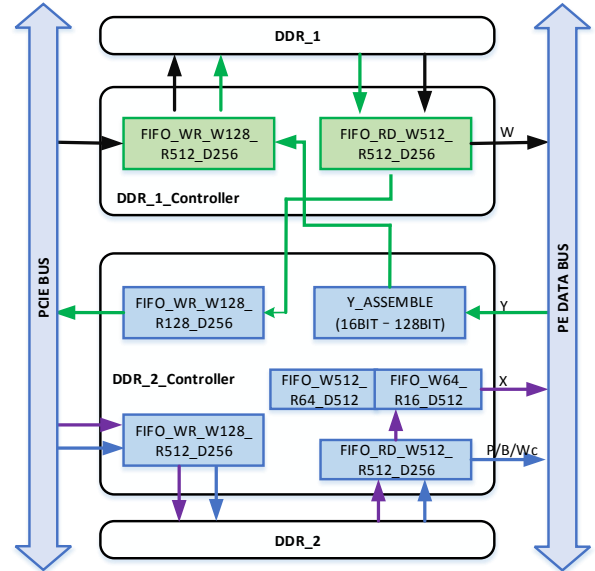 DDR_1
FIFO_WR_W128_
R512_D256
FIFO_RD_W512_
R512_D256
W
DDR_1_Controller
PCIE BUS
PE DATA BUS
FIFO_WR_W128_
R128_D256
Y_ASSEMBLE
(16BIT – 128BIT)
Y
DDR_2_Controller
FIFO_W512_
R64_D512
FIFO_W64_
R16_D512
X
FIFO_WR_W128_
R512_D256
FIFO_RD_W512_
R512_D256
P/B/Wc
DDR_2